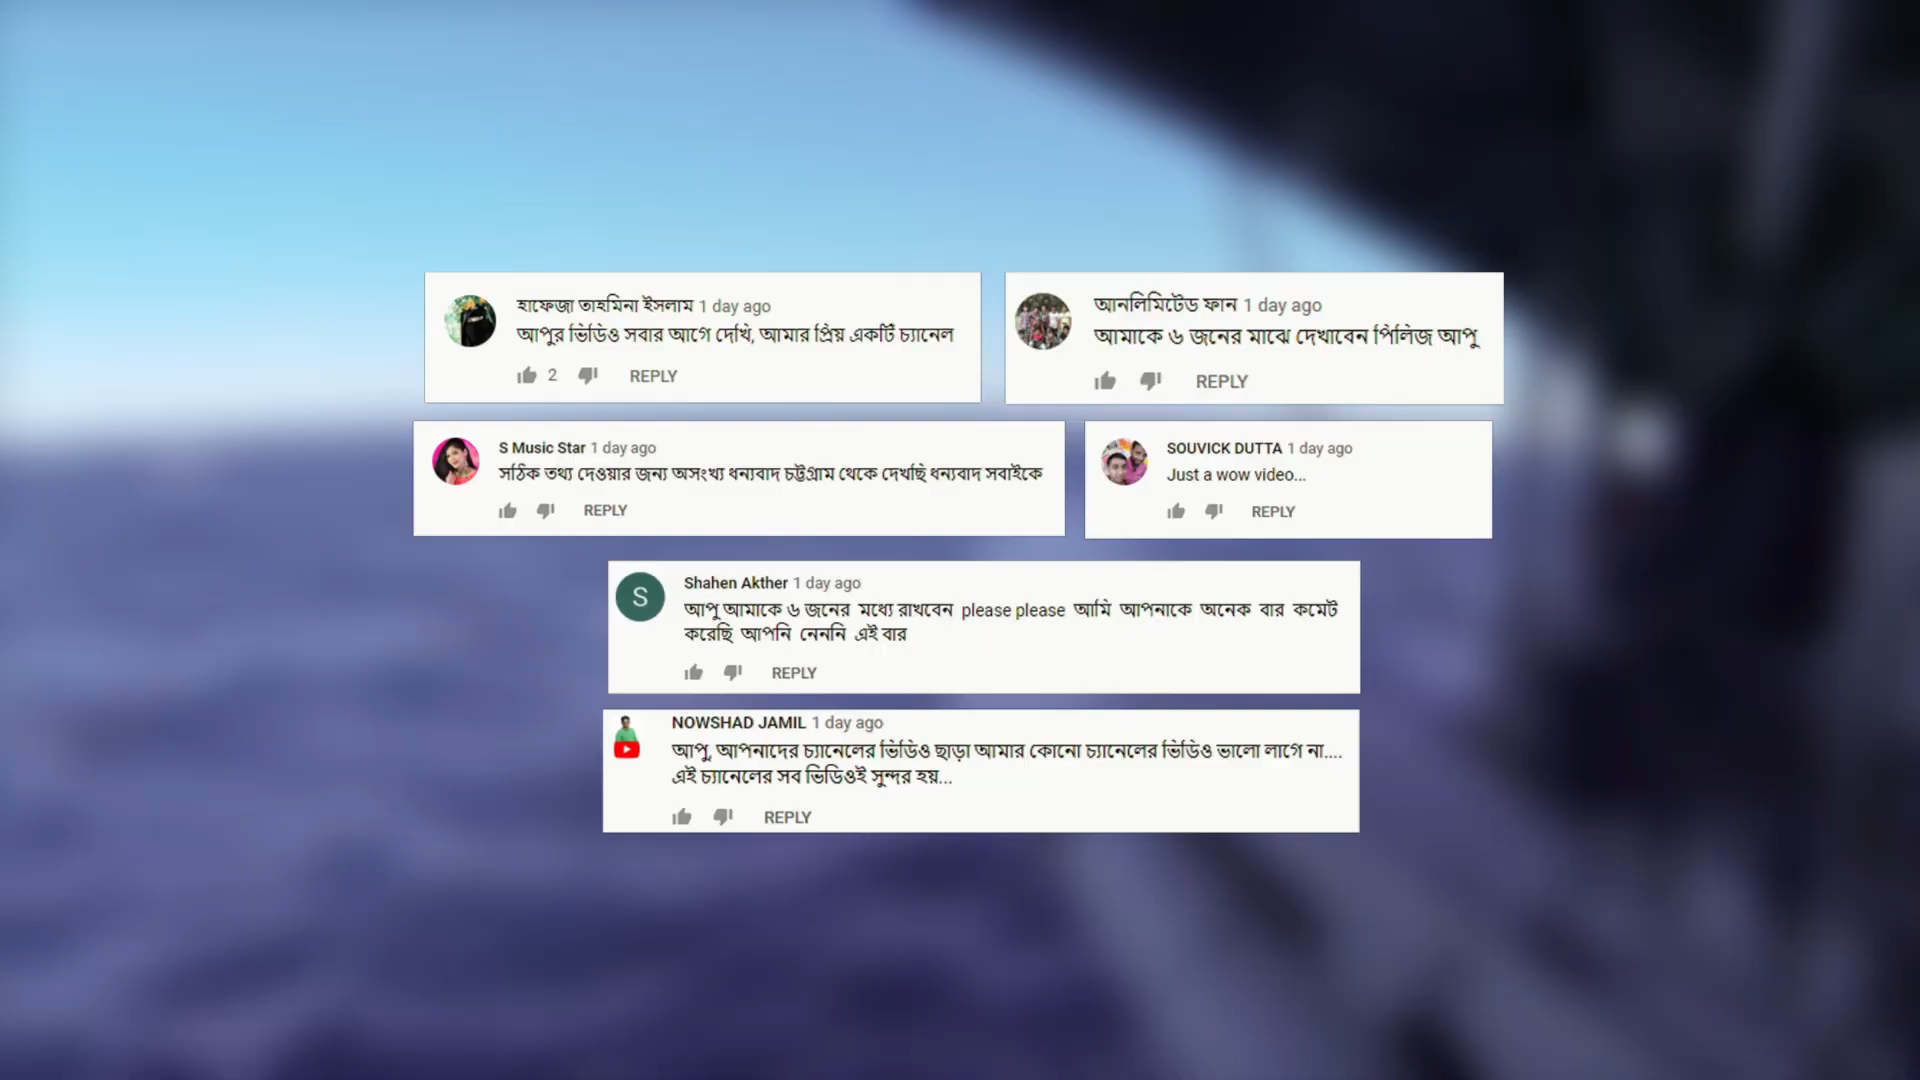 হাফেজা তাহমিনা ইসলাম 1 day ago
আপুর ভিডিও সবার আগে দেখি, আমার প্রিয় একটি চ্যানেল
2 REPLY
আনলিমিটেড ফান 1 day ago
আমাকে ৬ জনের মাঝে দেখাবেন পিলিজ আপু
REPLY
S Music Star 1 day ago
সঠিক তথ্য দেওয়ার জন্য অসংখ্য ধন্যবাদ চট্টগ্রাম থেকে দেখছি ধন্যবাদ সবাইকে
REPLY
SOUVICK DUTTA 1 day ago
Just a wow video...
REPLY
S
Shahen Akther 1 day ago
আপু আমাকে ৬ জনের মধ্যে রাখবেন please please আমি আপনাকে অনেক বার কমেট
করেছি আপনি নেননি এই বার
REPLY
NOWSHAD JAMIL 1 day ago
আপু, আপনাদের চ্যানেলের ভিডিও ছাড়া আমার কোনো চ্যানেলের ভিডিও ভালো লাগে না....
এই চ্যানেলের সব ভিডিওই সুন্দর হয়...
REPLY